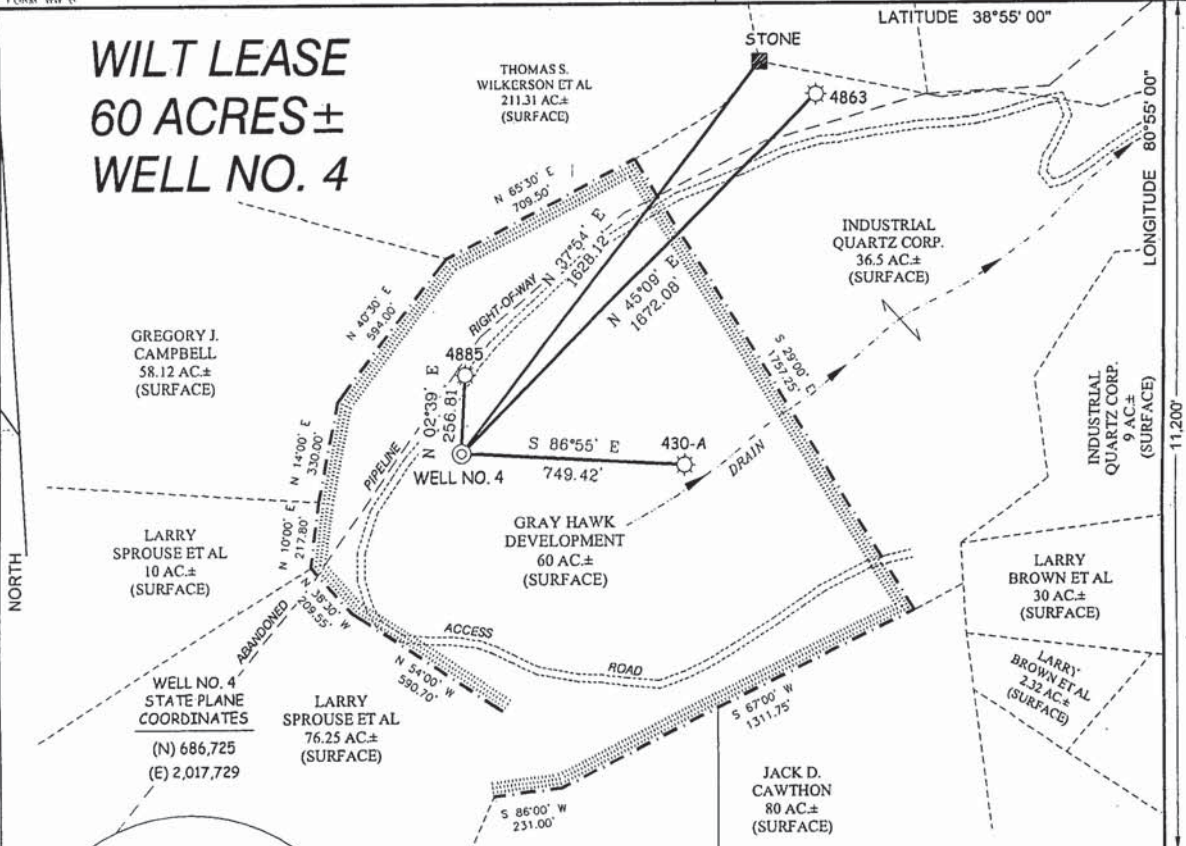 LATITUDE 38°55' 00"
WILT LEASE
60 ACRES±
WELL NO. 4
STONE
THOMAS S.
WILKERSON ET AL
211.31 AC.±
(SURFACE)
4863
LONGITUDE 80°55' 00"
N 65°30' E
709.50'
INDUSTRIAL
QUARTZ CORP.
36.5 AC.±
(SURFACE)
N 37°54' E
1628.12'
N 45°09' E
1672.08'
RIGHT-OF-WAY
N 40°30' E
594.00'
GREGORY J.
CAMPBELL
58.12 AC.±
(SURFACE)
4885
N 02°39' E
256.81'
S 29°00' E
1757.25'
INDUSTRIAL
QUARTZ CORP.
9 AC.±
(SURFACE)
11,200'
N 14°00' E
330.00'
PIPELINE
WELL NO. 4
S 86°55' E
749.42'
430-A
DRAIN
GRAY HAWK
DEVELOPMENT
60 AC.±
(SURFACE)
LARRY
SPROUSE ET AL
10 AC.±
(SURFACE)
N 10°00' E
217.80'
NORTH
N 38°30' W
209.55'
ABANDONED
ACCESS
ROAD
N 54°00' W
590.70'
LARRY
BROWN ET AL
30 AC.±
(SURFACE)
LARRY
BROWN ET AL
2.32 AC.±
(SURFACE)
WELL NO. 4
STATE PLANE
COORDINATES
(N) 686,725
(E) 2,017,729
LARRY
SPROUSE ET AL
76.25 AC.±
(SURFACE)
S 67°00' W
1311.75'
JACK D.
CAWTHON
80 AC.±
(SURFACE)
S 86°00' W
231.00'